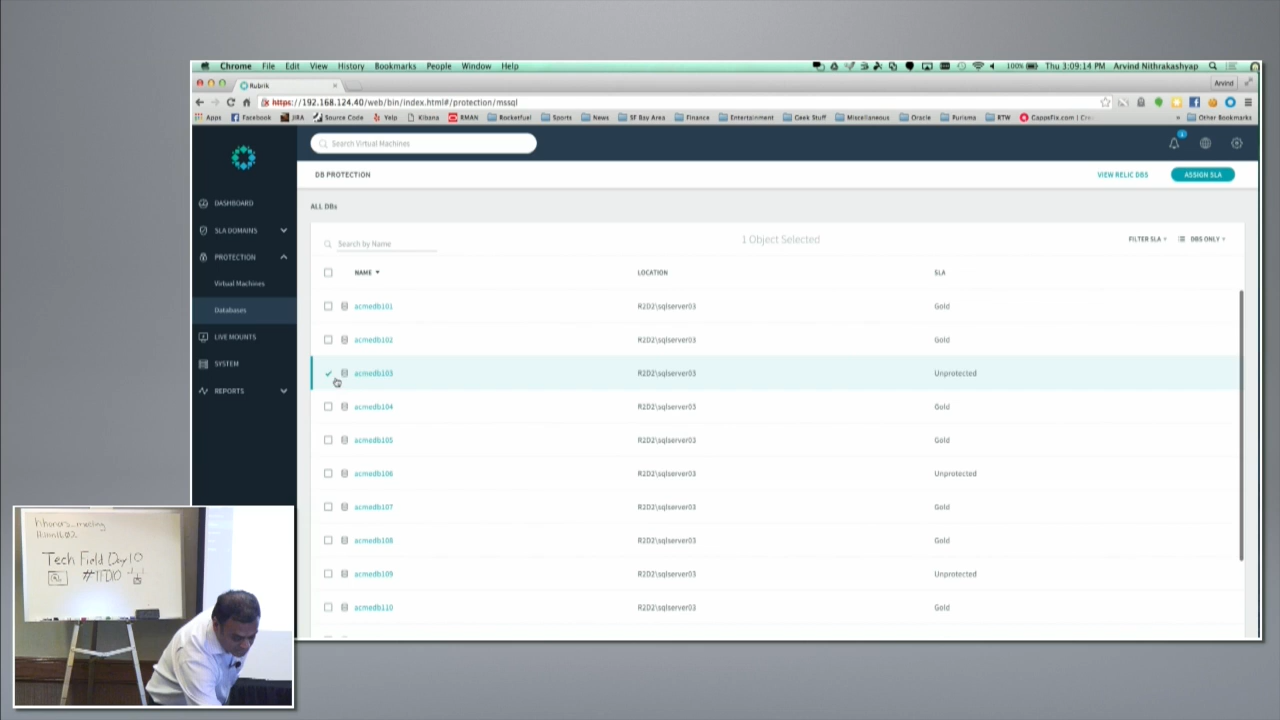 Chrome File Edit View History Bookmarks People Window Help 100% Thu 3:09:14 PM Arvind Nithrakashyap
Rubrik Arvind
https://192.168.124.40/web/bin/index.html#/protection/mssql
Apps Facebook JIRA Source Code Yelp Kibana RMAN Rocketfuel Sports News SF Bay Area Finance Entertainment Geek Stuff Miscellaneous Oracle Purisma RTW Other Bookmarks
Search Virtual Machines
DB PROTECTION VIEW RELIC DBS ASSIGN SLA
DASHBOARD
SLA DOMAINS
PROTECTION
Virtual Machines
Databases
LIVE MOUNTS
SYSTEM
REPORTS
ALL DBs
Search by Name 1 Object Selected FILTER SLA DBS ONLY
NAME LOCATION SLA
acmedb101 R2D2\sqlserver03 Gold
acmedb102 R2D2\sqlserver03 Gold
acmedb103 R2D2\sqlserver03 Unprotected
acmedb104 R2D2\sqlserver03 Gold
acmedb105 R2D2\sqlserver03 Gold
acmedb106 R2D2\sqlserver03 Unprotected
acmedb107 R2D2\sqlserver03 Gold
acmedb108 R2D2\sqlserver03 Gold
acmedb109 R2D2\sqlserver03 Unprotected
acmedb110 R2D2\sqlserver03 Gold
Tech Field Day 10
#TFD10